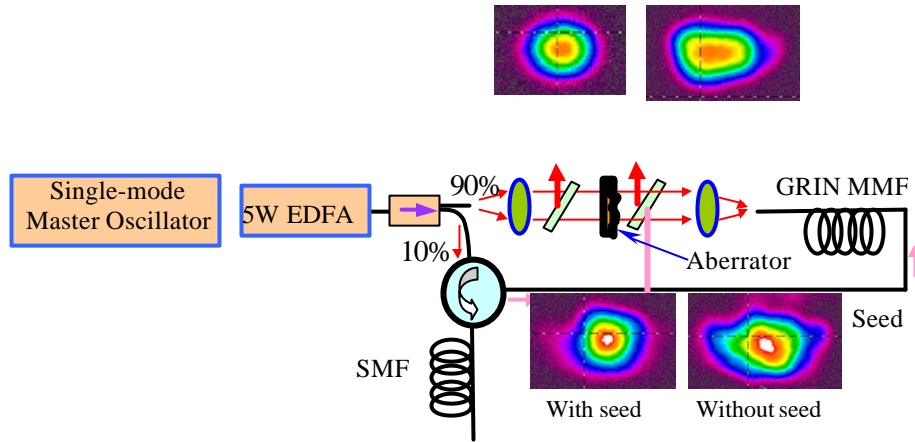 Single-mode
Master Oscillator
5W EDFA
90%
10%
GRIN MMF
Aberrator
Seed
SMF
With seed
Without seed